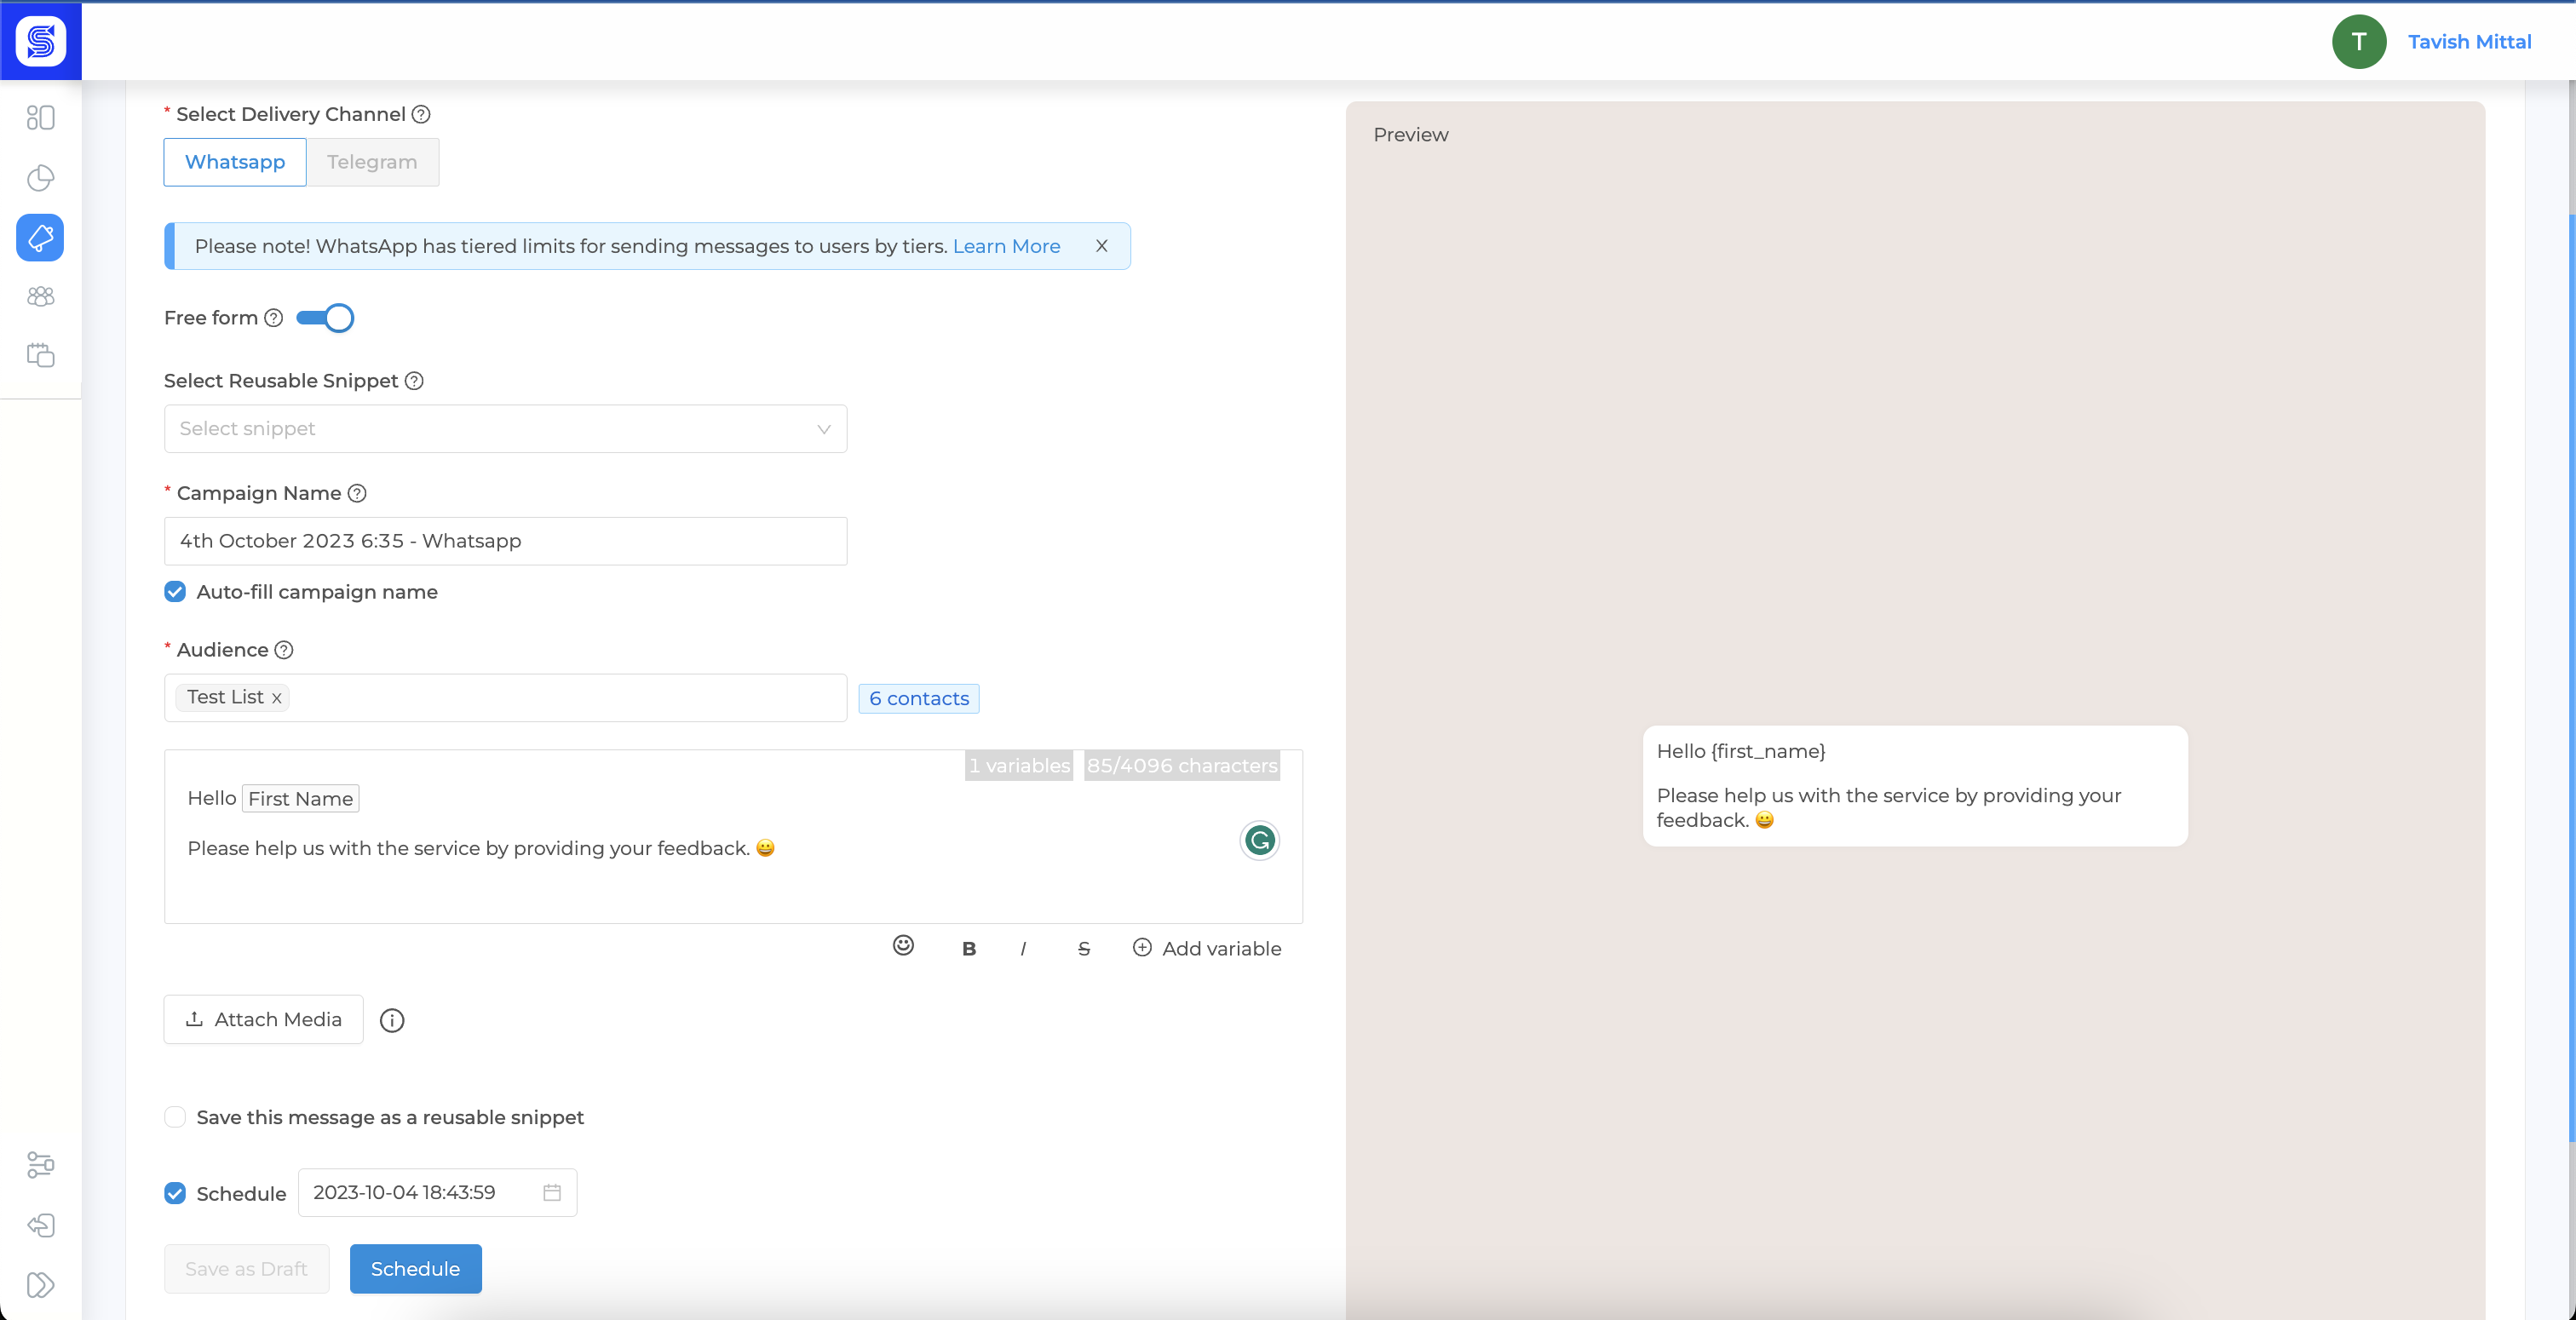 T Tavish Mittal
* Select Delivery Channel
Whatsapp Telegram
Please note! WhatsApp has tiered limits for sending messages to users by tiers. Learn More X
Free form
Select Reusable Snippet
Select snippet
* Campaign Name
4th October 2023 6:35 - Whatsapp
Auto-fill campaign name
* Audience
Test List x
6 contacts
1 variables 85/4096 characters
Hello First Name
Please help us with the service by providing your feedback. 😀
B I S Add variable
Attach Media
Save this message as a reusable snippet
Schedule 2023-10-04 18:43:59
Save as Draft Schedule
Preview
Hello {first_name}
Please help us with the service by providing your
feedback. 😀